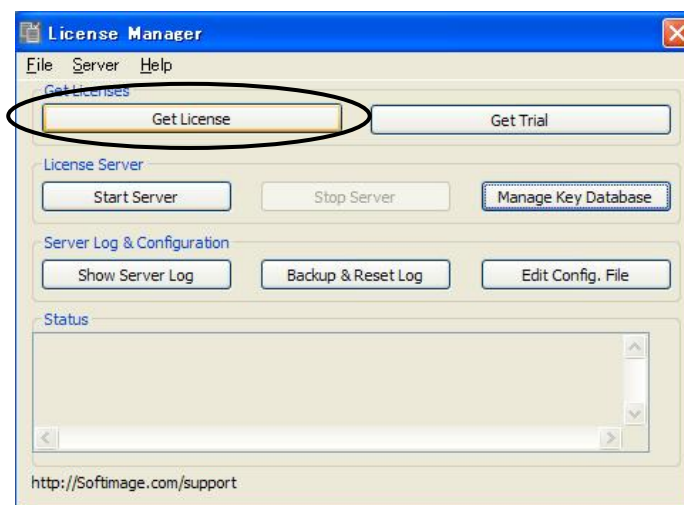 License Manager
File Server Help
Get Licenses
Get License Get Trial
License Server
Start Server Stop Server Manage Key Database
Server Log & Configuration
Show Server Log Backup & Reset Log Edit Config. File
Status
http://Softimage.com/support